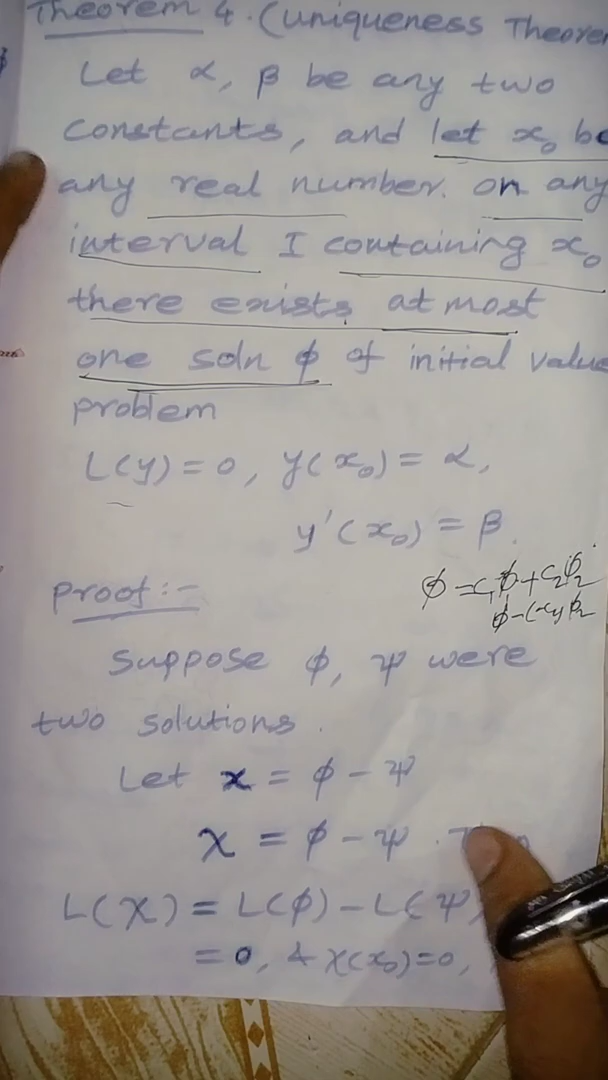 Theorem 4. (uniqueness Theorem
Let α, β be any two
constants, and let x₀ be
any real number. on any
interval I containing x₀
there exists at most
one soln ϕ of initial value
problem
L(y) = 0, y(x₀) = α,
y'(x₀) = β.
ϕ = c₁ϕ + c₂ϕ₂
Proof :-
Suppose ϕ, ψ were
two solutions.
Let x = ϕ - ψ
χ = ϕ - ψ.
L(χ) = L(ϕ) - L(ψ)
= 0, & χ(x₀) = 0,